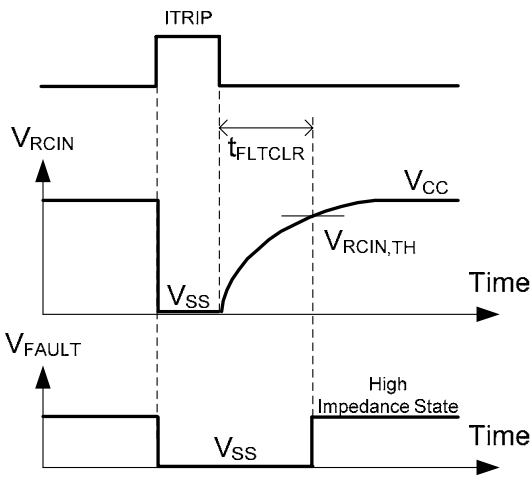 ITRIP
tFLTCLR
VRCIN
VCC
VRCIN,TH
VSS
Time
VFAULT
High
Impedance State
VSS
Time